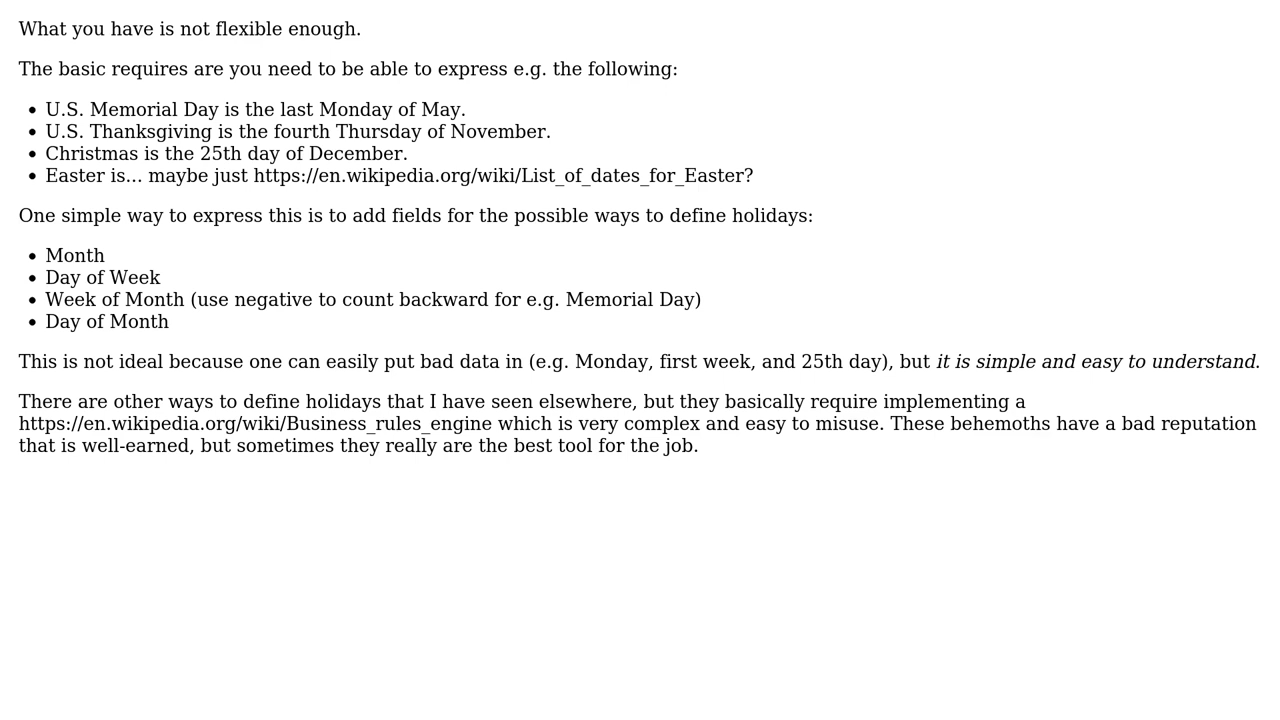 What you have is not flexible enough.
The basic requires are you need to be able to express e.g. the following:
• U.S. Memorial Day is the last Monday of May.
• U.S. Thanksgiving is the fourth Thursday of November.
• Christmas is the 25th day of December.
• Easter is... maybe just https://en.wikipedia.org/wiki/List_of_dates_for_Easter?
One simple way to express this is to add fields for the possible ways to define holidays:
• Month
• Day of Week
• Week of Month (use negative to count backward for e.g. Memorial Day)
• Day of Month
This is not ideal because one can easily put bad data in (e.g. Monday, first week, and 25th day), but it is simple and easy to understand.
There are other ways to define holidays that I have seen elsewhere, but they basically require implementing a
https://en.wikipedia.org/wiki/Business_rules_engine which is very complex and easy to misuse. These behemoths have a bad reputation
that is well-earned, but sometimes they really are the best tool for the job.